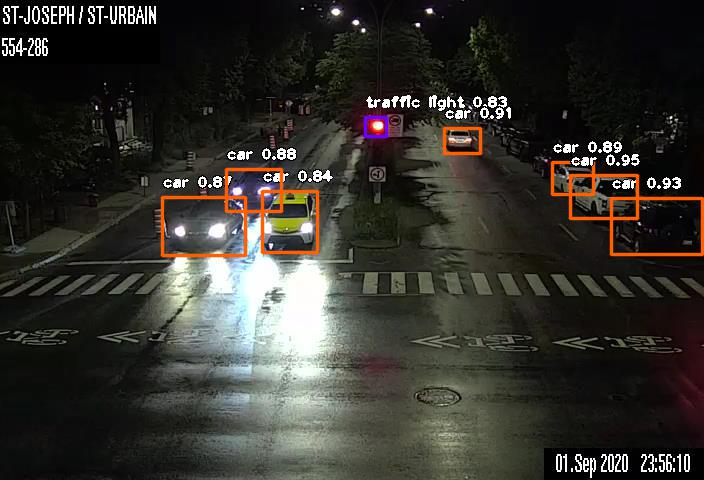 ST-JOSEPH / ST-URBAIN
554-286
traffic light 0.83
car 0.91
car 0.89
car 0.88
car 0.95
car 0.84
car 0.87
car 0.93
01.Sep 2020 23:56:10